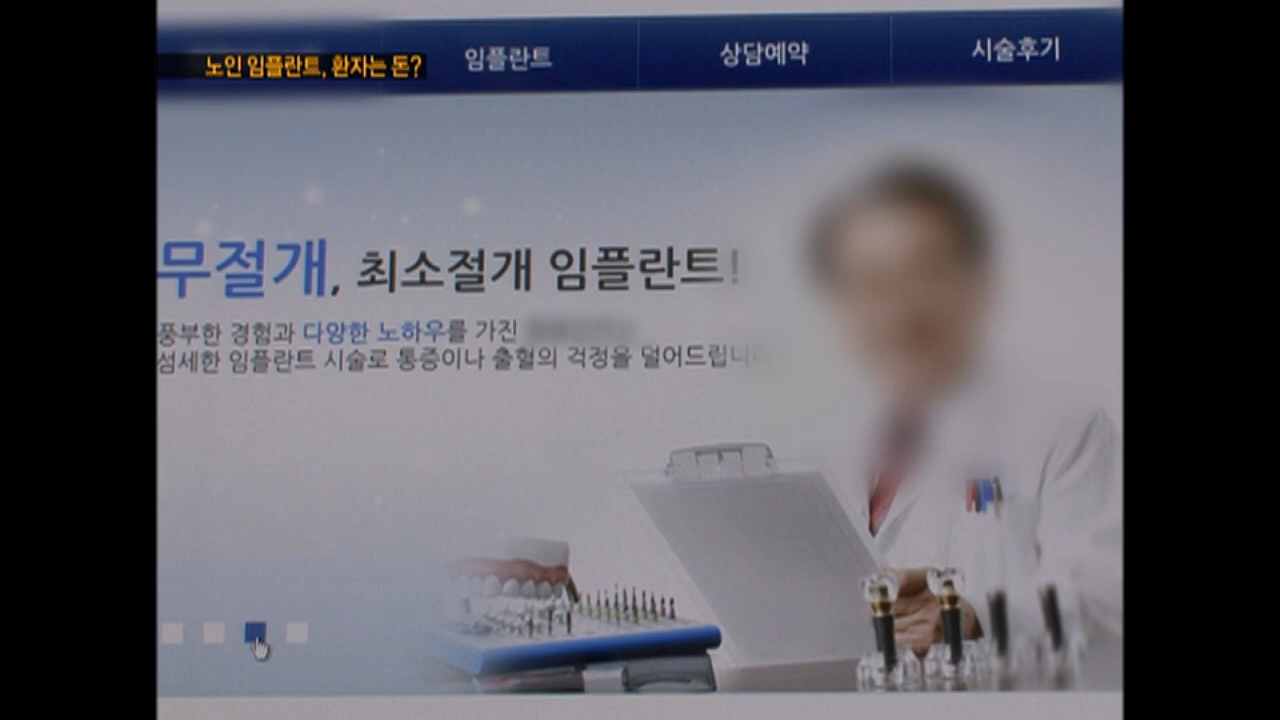 노인 임플란트, 환자는 돈?
임플란트 상담예약 시술후기
무절개, 최소절개 임플란트!
풍부한 경험과 다양한 노하우를 가진
섬세한 임플란트 시술로 통증이나 출혈의 걱정을 덜어드립니